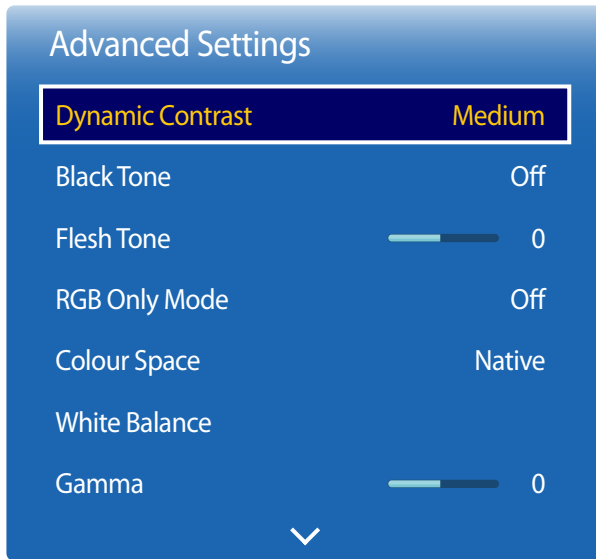 Advanced Settings
Dynamic Contrast Medium
Black Tone Off
Flesh Tone 0
RGB Only Mode Off
Colour Space Native
White Balance
Gamma 0